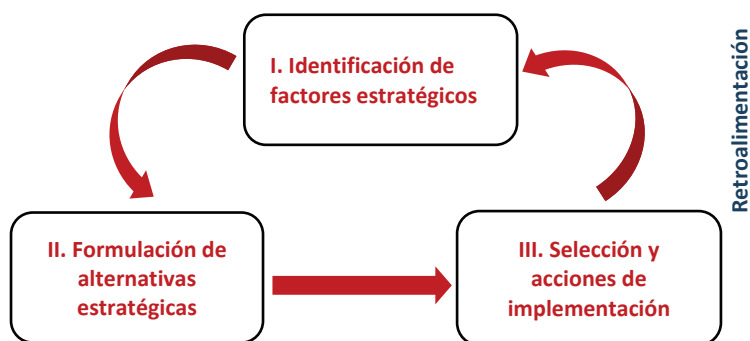 I. Identificación de
factores estratégicos
Retroalimentación
II. Formulación de
alternativas
estratégicas
III. Selección y
acciones de
implementación